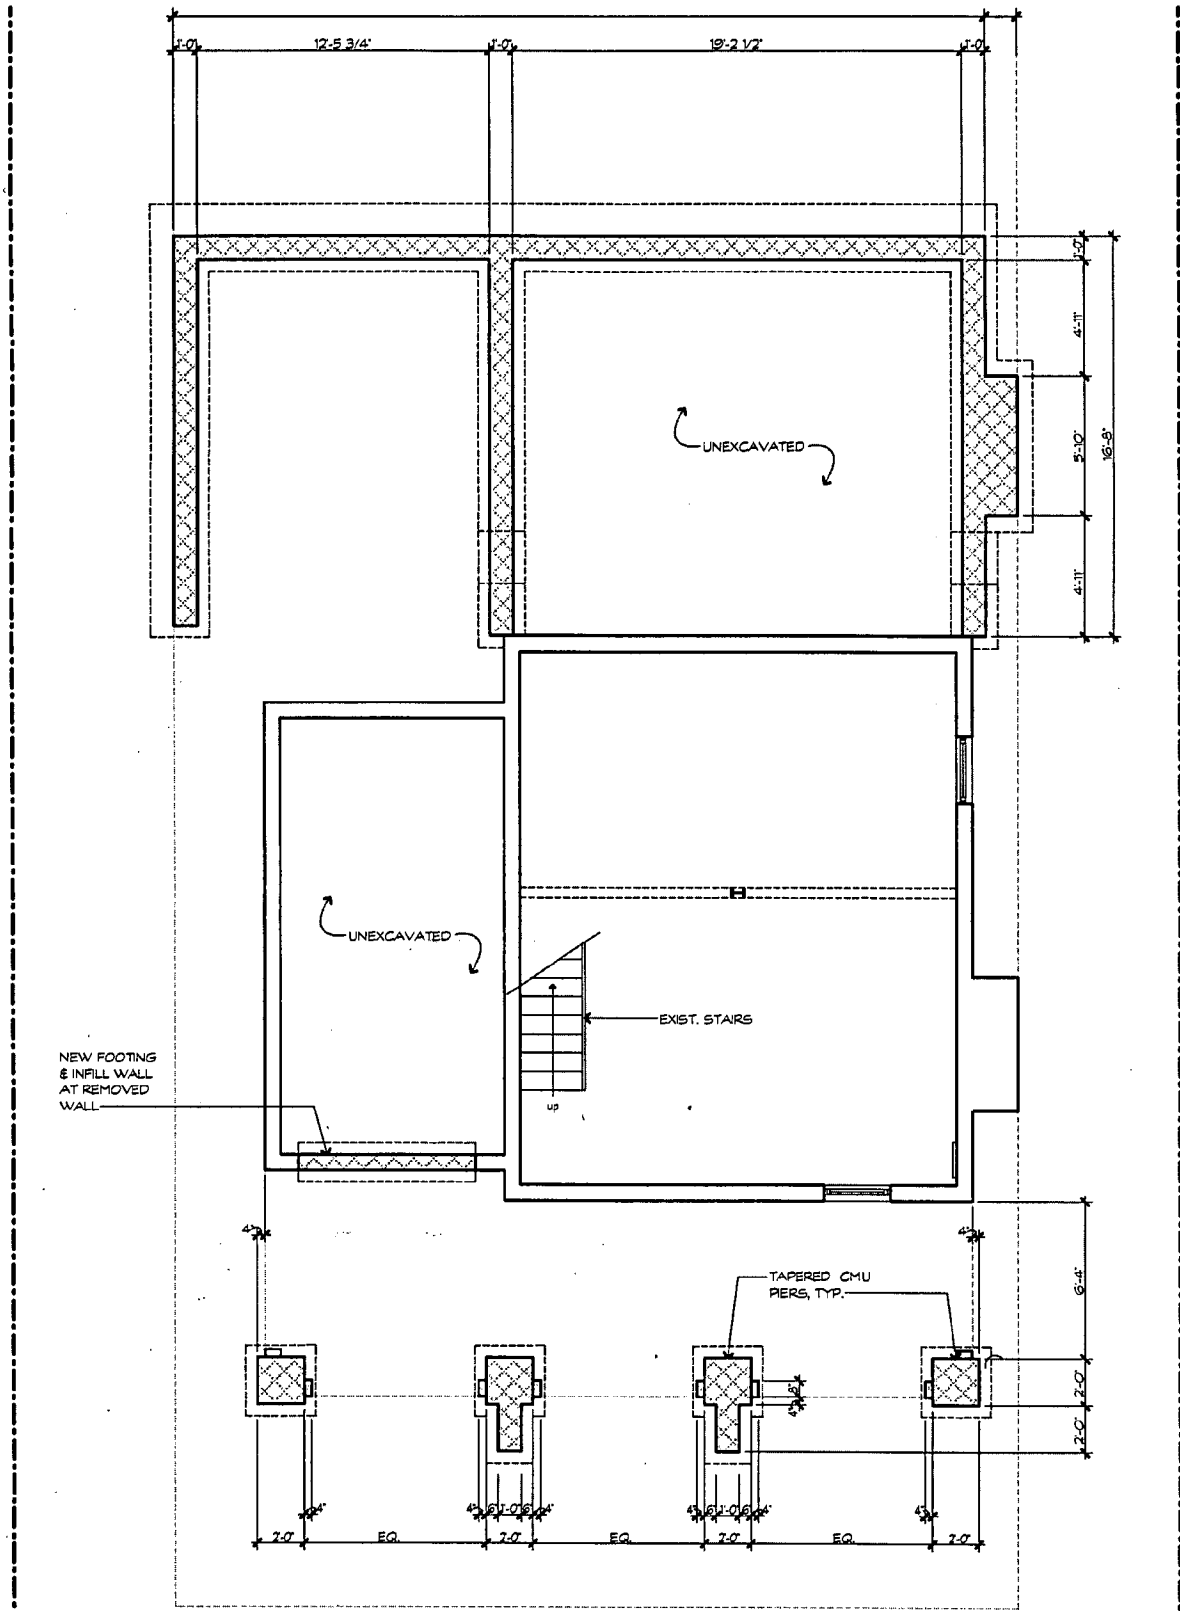 1'-0" 12'-5 3/4" 1'-0" 19'-2 1/2" 1'-0"
1'-0"
4'-11"
5'-10"
16'-8"
4'-11"
UNEXCAVATED
UNEXCAVATED
EXIST. STAIRS
up
NEW FOOTING
& INFILL WALL
AT REMOVED
WALL
4" 4"
6'-4"
TAPERED CMU
PIERS, TYP.
8"
4"
2'-0"
2'-0"
4" 4" 6" 1'-0" 6" 4" 4" 6" 1'-0" 6" 4" 4"
2'-0" EQ. 2'-0" EQ. 2'-0" EQ. 2'-0"